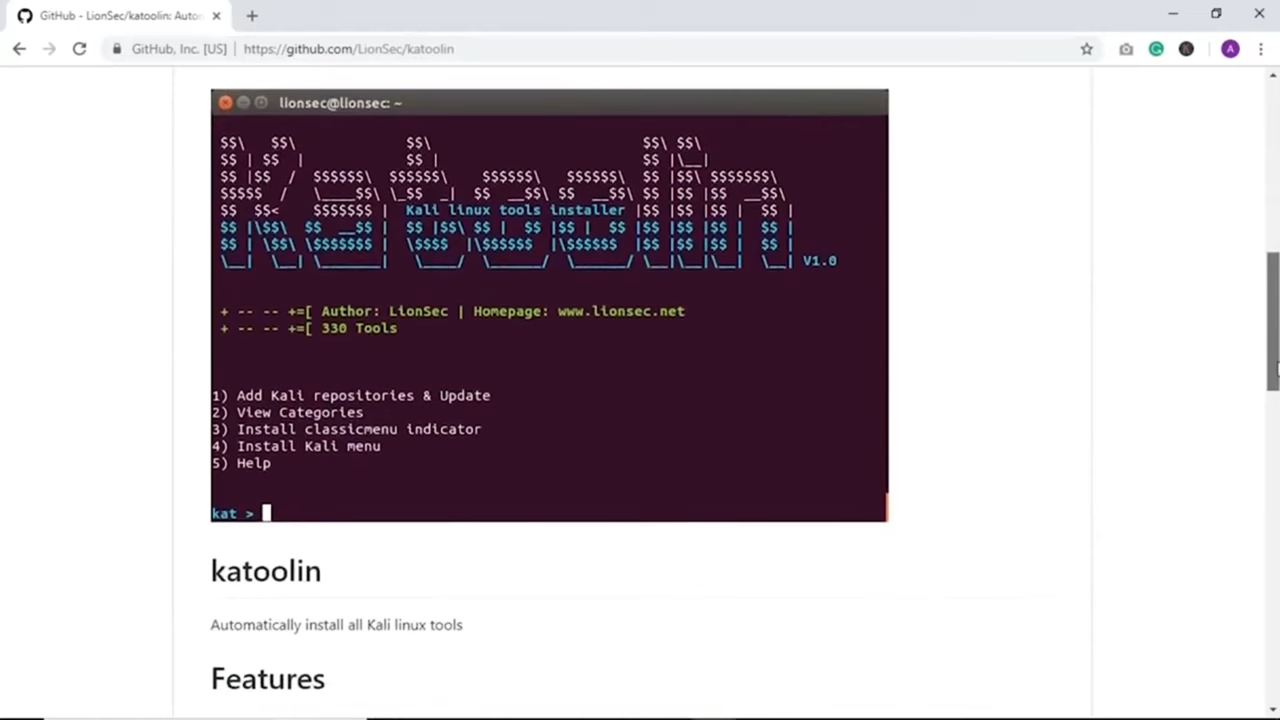 GitHub - LionSec/katoolin: Auto
GitHub, Inc. [US] | https://github.com/LionSec/katoolin
A
lionsec@lionsec: ~
$$\   $$\             $$\                         $$\ $$\
$$ | $$  |            $$ |                        $$ |\__|
$$ |$$  / $$$$$$\  $$$$$$\    $$$$$$\   $$$$$$\  $$ |$$\ $$$$$$$\
$$$$$  /  \____$$\ \_$$  _|  $$  __$$\ $$  __$$\ $$ |$$ |$$  __$$\
$$  $$<   $$$$$$$ |  Kali linux tools installer |$$ |$$ |$$ |  $$ |
$$ |\$$\  $$  __$$ |  $$ |$$\ $$ |  $$ |$$ |  $$ |$$ |$$ |$$ |  $$ |
$$ | \$$\ \$$$$$$$ |  \$$$$  |\$$$$$$  |\$$$$$$  |$$ |$$ |$$ |  $$ |
\__|  \__| \_______|   \____/  \______/  \______/ \__|\__|\__|  \__| V1.0
+ -- -- +=[ Author: LionSec | Homepage: www.lionsec.net
+ -- -- +=[ 330 Tools
1) Add Kali repositories & Update
2) View Categories
3) Install classicmenu indicator
4) Install Kali menu
5) Help
kat >
katoolin
Automatically install all Kali linux tools
Features